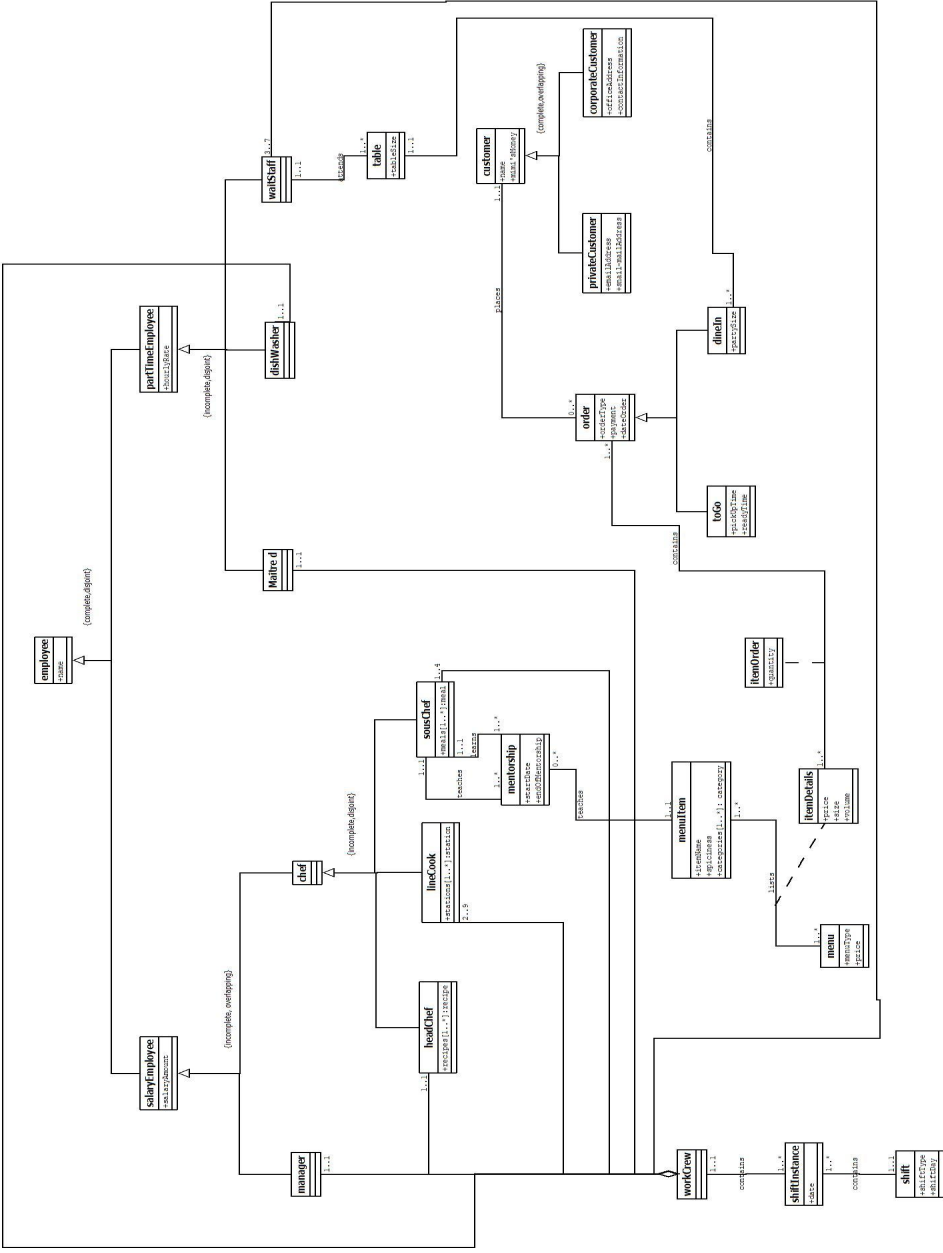 employee
+name
{complete,disjoint}
salaryEmployee
+salaryAmount
partTimeEmployee
+hourlyRate
{incomplete, overlapping}
{incomplete,disjoint}
manager
1..1
chef
{incomplete,disjoint}
Maitre d
1..1
dishWasher
1..1
waitStaff
3..7
1..1
attends
table
+tableSize
1..*
1..1
headChef
+recipes[1..*]:recipe
1..1
lineCook
+stations[1..*]:station
2..9
sousChef
+meals[1..*]:meal
1..4
1..1
1..1
teaches
learns
1..*
1..*
mentorship
+startDate
+endOfMentorship
0..*
teaches
customer
+name
+mimi'sMoney
1..1
{complete,overlapping}
privateCustomer
+emailAddress
+snail-mailAddress
corporateCustomer
+officeAddress
+contactInformation
places
0..*
order
+orderType
+payment
+dateOrder
1..*
contains
toGo
+pickUpTime
+readyTime
dineIn
+partySize
1..*
contains
menuItem
+itemName
+spiciness
+categories[1..*]: category
1..1
1..*
itemOrder
+quantity
lists
itemDetails
+price
+size
+volume
1..*
menu
+menuType
+price
1..*
workCrew
1..1
contains
1..*
shiftInstance
+date
1..*
contains
1..1
shift
+shiftType
+shiftDay